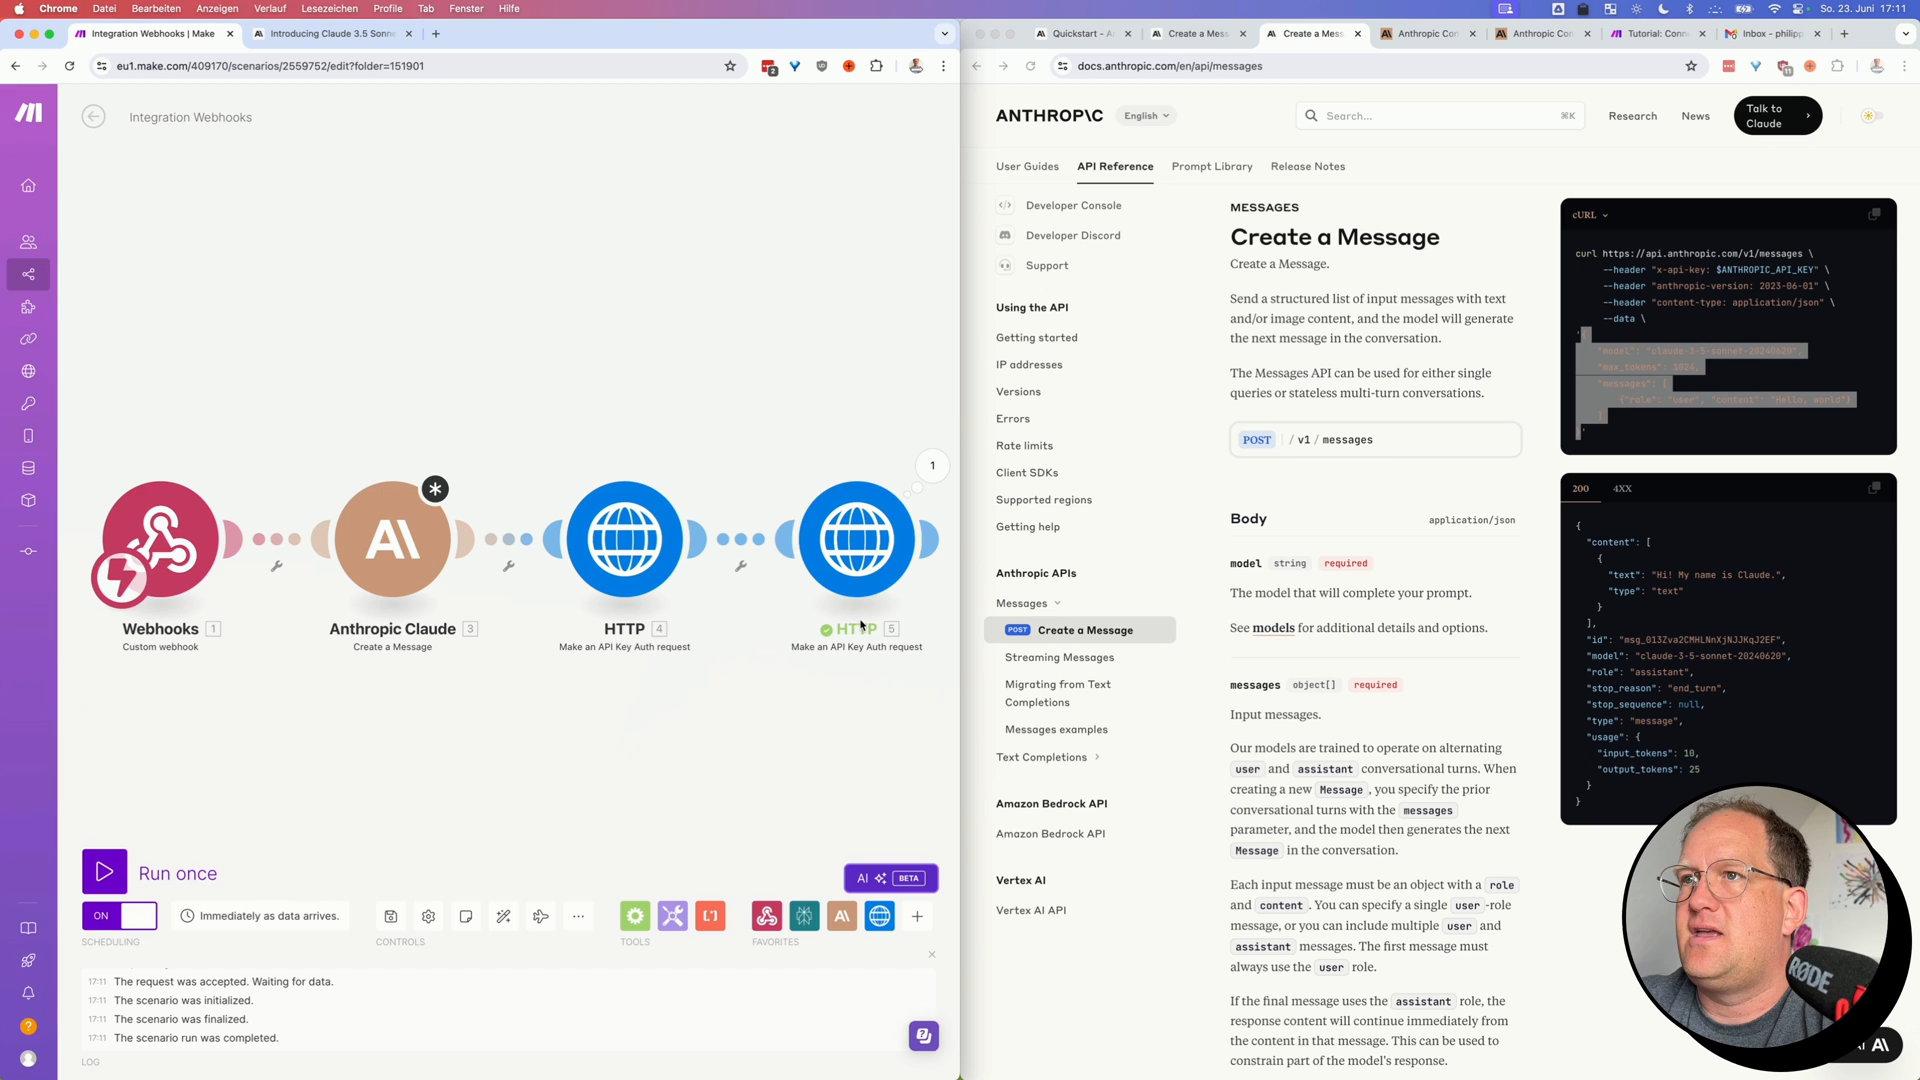 Chrome Datei Bearbeiten Anzeigen Verlauf Lesezeichen Profile Tab Fenster Hilfe
So. 23. Juni 17:11
Integration Webhooks | Make
Introducing Claude 3.5 Sonne
eu1.make.com/409170/scenarios/2559752/edit?folder=151901
2
Integration Webhooks
1
Webhooks 1
Custom webhook
Anthropic Claude 3
Create a Message
HTTP 4
Make an API Key Auth request
HTTP 5
Make an API Key Auth request
Run once
AI BETA
ON
Immediately as data arrives.
SCHEDULING
CONTROLS
TOOLS
FAVORITES
17:11 The request was accepted. Waiting for data.
17:11 The scenario was initialized.
17:11 The scenario was finalized.
17:11 The scenario run was completed.
LOG
Quickstart - A
Create a Mess
Create a Mess
Anthropic Con
Anthropic Con
Tutorial: Conn
Inbox - philipp
docs.anthropic.com/en/api/messages
11
ANTHROP\C
English
Search...
⌘K
Research
News
Talk to
Claude
User Guides
API Reference
Prompt Library
Release Notes
Developer Console
Developer Discord
Support
Using the API
Getting started
IP addresses
Versions
Errors
Rate limits
Client SDKs
Supported regions
Getting help
Anthropic APIs
Messages
POST Create a Message
Streaming Messages
Migrating from Text
Completions
Messages examples
Text Completions
Amazon Bedrock API
Amazon Bedrock API
Vertex AI
Vertex AI API
MESSAGES
Create a Message
Create a Message.
Send a structured list of input messages with text
and/or image content, and the model will generate
the next message in the conversation.
The Messages API can be used for either single
queries or stateless multi-turn conversations.
POST / v1 / messages
Body
application/json
model string required
The model that will complete your prompt.
See models for additional details and options.
messages object[] required
Input messages.
Our models are trained to operate on alternating
user and assistant conversational turns. When
creating a new Message, you specify the prior
conversational turns with the messages
parameter, and the model then generates the next
Message in the conversation.
Each input message must be an object with a role
and content. You can specify a single user-role
message, or you can include multiple user and
assistant messages. The first message must
always use the user role.
If the final message uses the assistant role, the
response content will continue immediately from
the content in that message. This can be used to
constrain part of the model's response.
cURL
curl https://api.anthropic.com/v1/messages \
--header "x-api-key: $ANTHROPIC_API_KEY" \
--header "anthropic-version: 2023-06-01" \
--header "content-type: application/json" \
--data \
'{
"model": "claude-3-5-sonnet-20240620",
"max_tokens": 1024,
"messages": [
{"role": "user", "content": "Hello, world"}
]
}'
200
4XX
{
"content": [
{
"text": "Hi! My name is Claude.",
"type": "text"
}
],
"id": "msg_013Zva2CMHLNnXjNJJKqJ2EF",
"model": "claude-3-5-sonnet-20240620",
"role": "assistant",
"stop_reason": "end_turn",
"stop_sequence": null,
"type": "message",
"usage": {
"input_tokens": 10,
"output_tokens": 25
}
}
RØDE